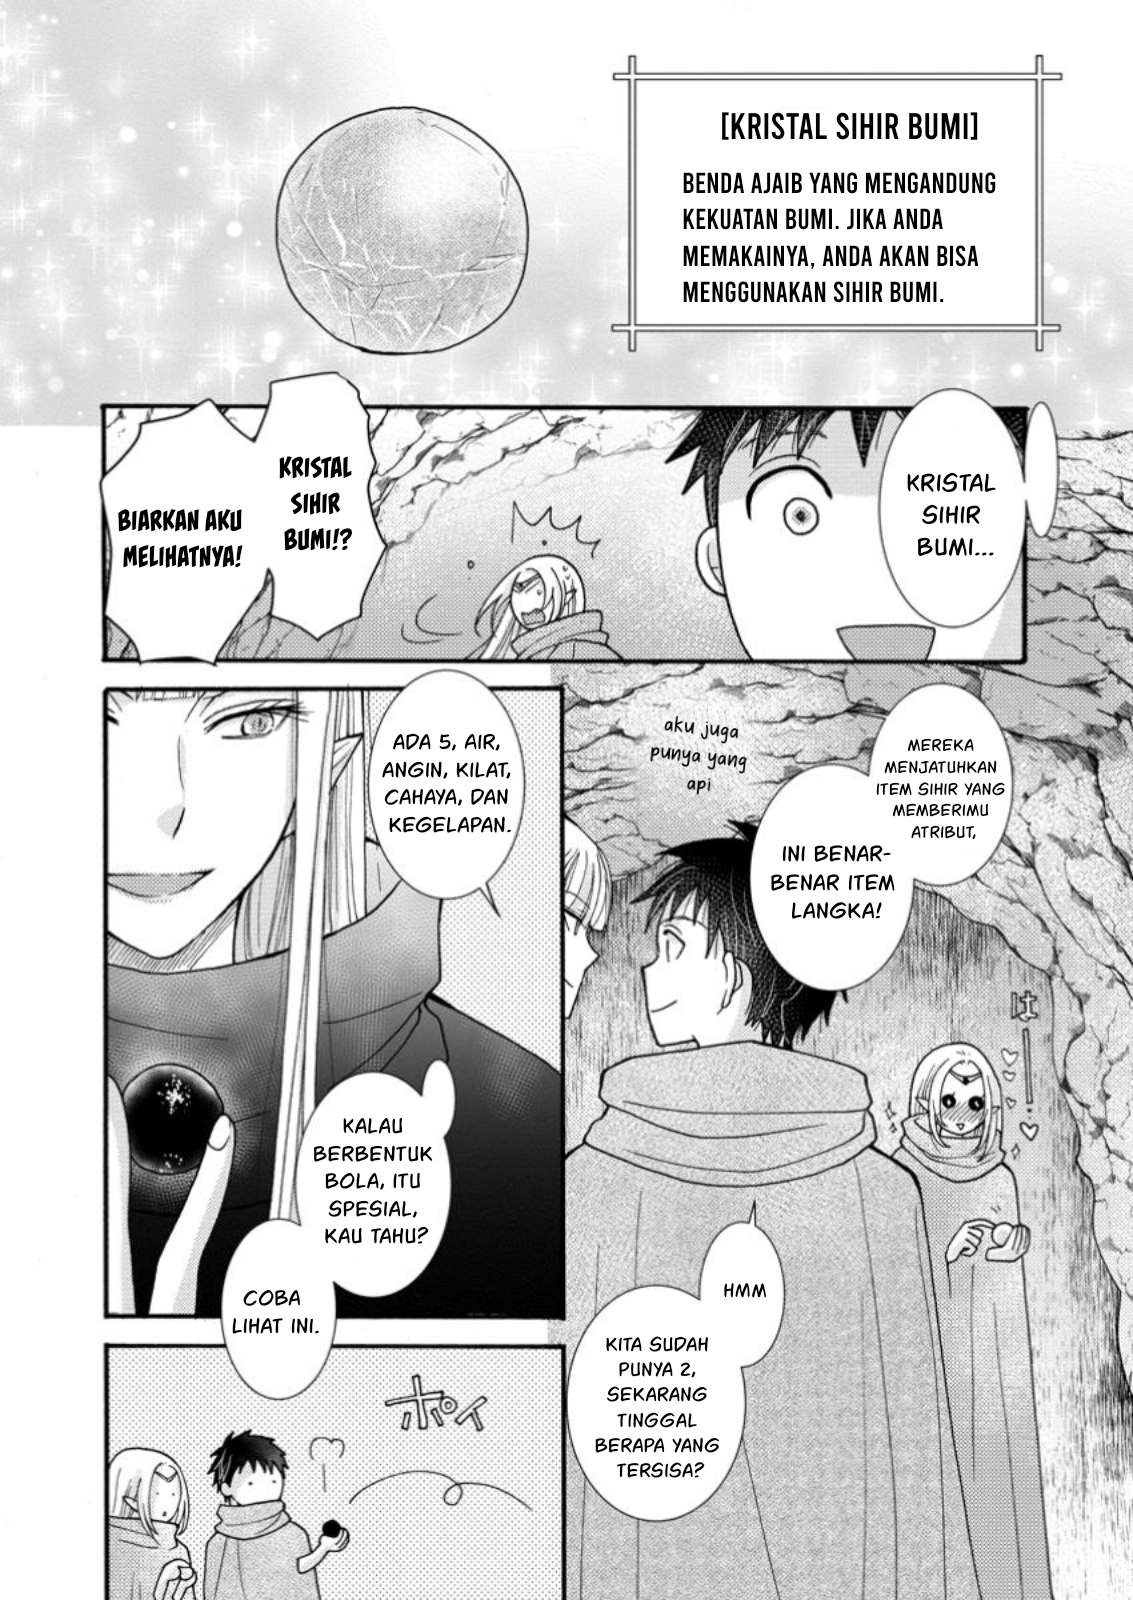 [KRISTAL SIHIR BUMI]
BENDA AJAIB YANG MENGANDUNG
KEKUATAN BUMI. JIKA ANDA
MEMAKAINYA, ANDA AKAN BISA
MENGGUNAKAN SIHIR BUMI.
KRISTAL
SIHIR
BUMI...
KRISTAL
SIHIR
BUMI!?
BIARKAN AKU
MELIHATNYA!
MEREKA
MENJATUHKAN
ITEM SIHIR YANG
MEMBERIMU
ATRIBUT,
INI BENAR-
BENAR ITEM
LANGKA!
aku juga
punya yang
api
はー
HMM
KITA SUDAH
PUNYA 2,
SEKARANG
TINGGAL
BERAPA YANG
TERSISA?
ADA 5, AIR,
ANGIN, KILAT,
CAHAYA, DAN
KEGELAPAN.
KALAU
BERBENTUK
BOLA, ITU
SPESIAL,
KAU TAHU?
COBA
LIHAT INI.
ポイ